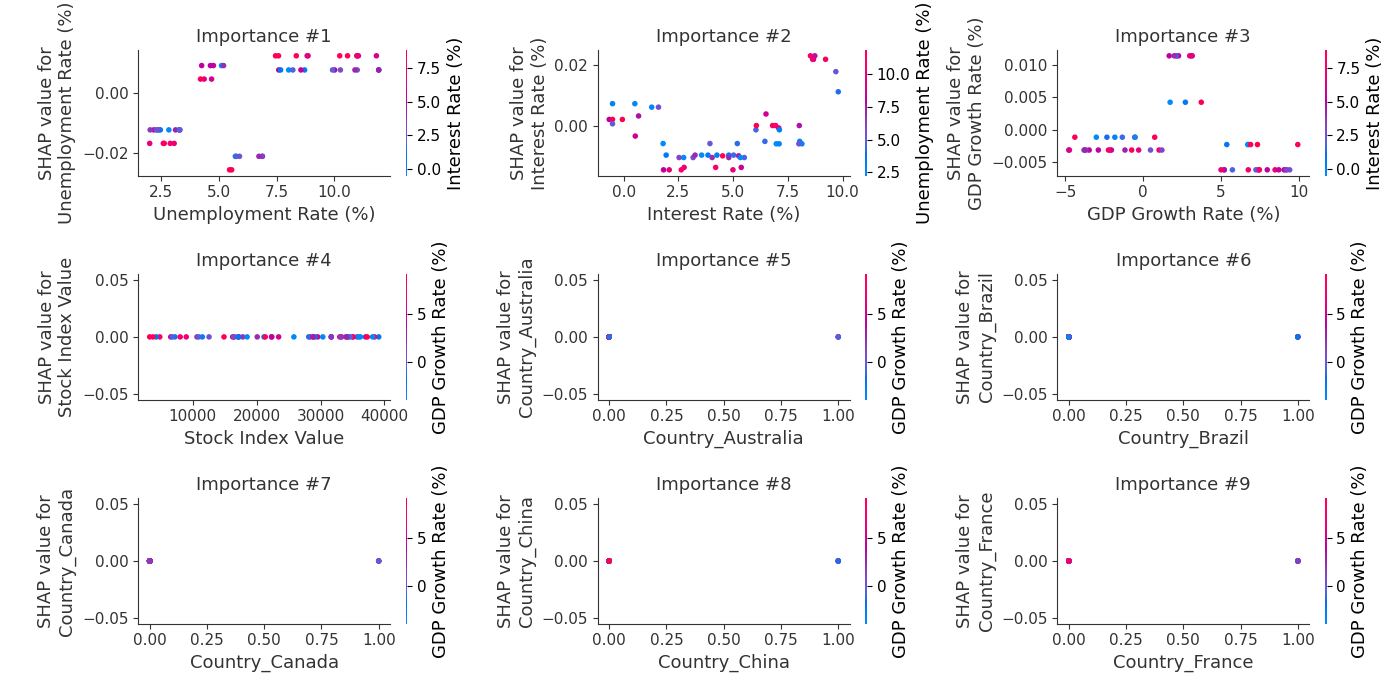 Importance #1
SHAP value for
Unemployment Rate (%)
0.00
−0.02
2.5
5.0
7.5
10.0
Unemployment Rate (%)
7.5
5.0
2.5
0.0
Interest Rate (%)
Importance #2
SHAP value for
Interest Rate (%)
0.02
0.00
0.0
2.5
5.0
7.5
10.0
Interest Rate (%)
10.0
7.5
5.0
2.5
Unemployment Rate (%)
Importance #3
SHAP value for
GDP Growth Rate (%)
0.010
0.005
0.000
−0.005
−5
0
5
10
GDP Growth Rate (%)
7.5
5.0
2.5
0.0
Interest Rate (%)
Importance #4
SHAP value for
Stock Index Value
0.05
0.00
−0.05
10000
20000
30000
40000
Stock Index Value
5
0
GDP Growth Rate (%)
Importance #5
SHAP value for
Country_Australia
0.05
0.00
−0.05
0.00
0.25
0.50
0.75
1.00
Country_Australia
5
0
GDP Growth Rate (%)
Importance #6
SHAP value for
Country_Brazil
0.05
0.00
−0.05
0.00
0.25
0.50
0.75
1.00
Country_Brazil
5
0
GDP Growth Rate (%)
Importance #7
SHAP value for
Country_Canada
0.05
0.00
−0.05
0.00
0.25
0.50
0.75
1.00
Country_Canada
5
0
GDP Growth Rate (%)
Importance #8
SHAP value for
Country_China
0.05
0.00
−0.05
0.00
0.25
0.50
0.75
1.00
Country_China
5
0
GDP Growth Rate (%)
Importance #9
SHAP value for
Country_France
0.05
0.00
−0.05
0.00
0.25
0.50
0.75
1.00
Country_France
5
0
GDP Growth Rate (%)